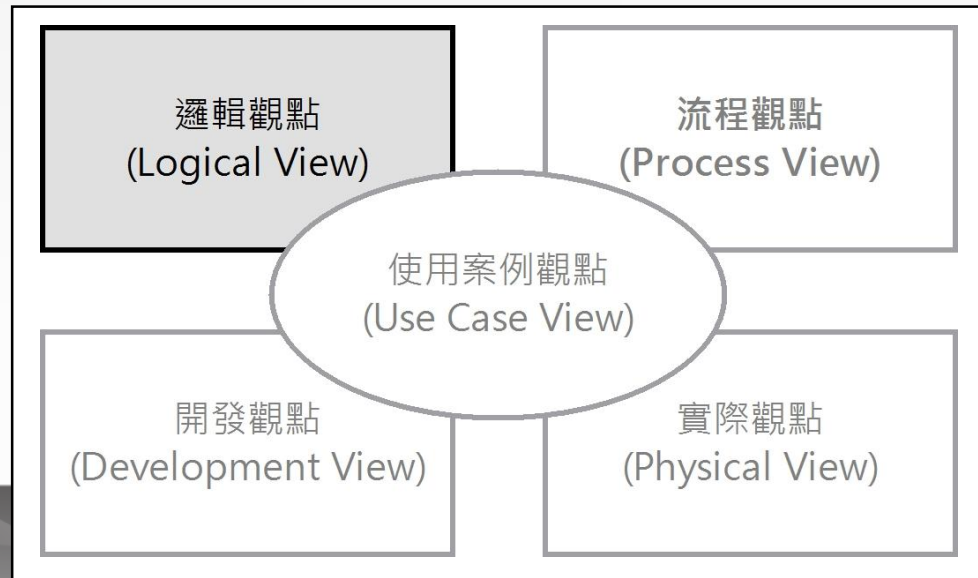 邏輯觀點
(Logical View)
流程觀點
(Process View)
使用案例觀點
(Use Case View)
開發觀點
(Development View)
實際觀點
(Physical View)